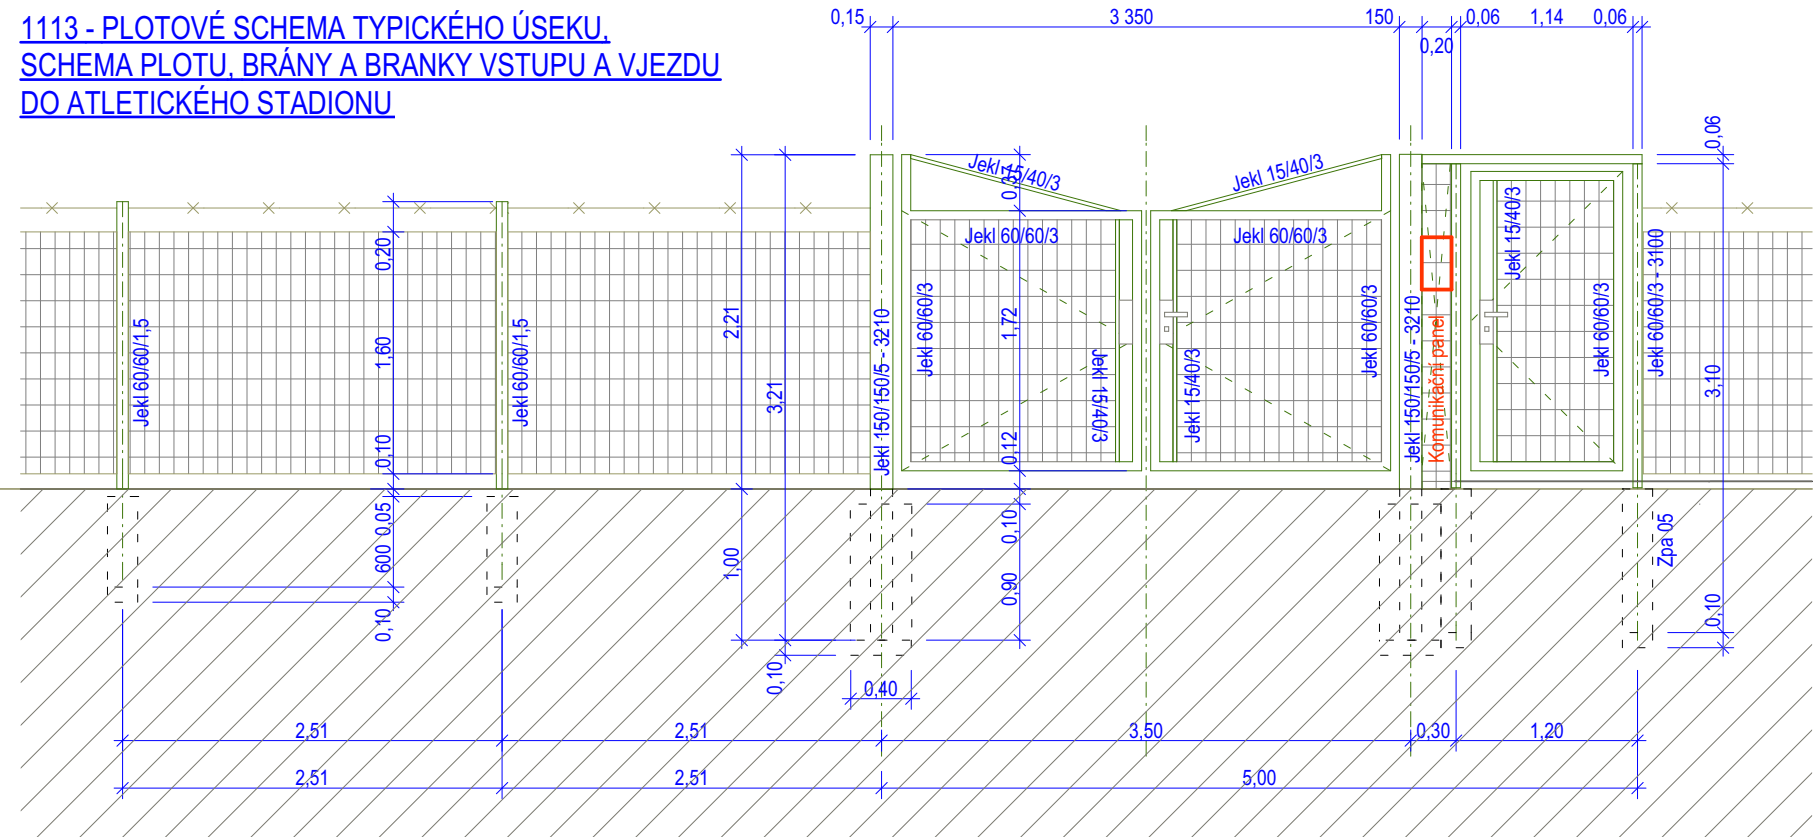 1113 - PLOTOVÉ SCHEMA TYPICKÉHO ÚSEKU,
SCHEMA PLOTU, BRÁNY A BRANKY VSTUPU A VJEZDU
DO ATLETICKÉHO STADIONU
0,15
3 350
150
0,20
0,06
1,14
0,06
0,06
Jekl 15/40/3
0,37
Jekl 15/40/3
Jekl 15/40/3
Jekl 60/60/3
Jekl 60/60/3
0,20
1,60
0,10
0,05
600
0,10
Jekl 60/60/1,5
Jekl 60/60/1,5
2,21
3,21
1,00
0,10
Jekl 150/150/5 - 3210
Jekl 60/60/3
1,72
0,12
0,10
0,90
Jekl 15/40/3
Jekl 15/40/3
Jekl 60/60/3
Jekl 150/150/5 - 3210
Komunikační panel
Jekl 60/60/3
Jekl 60/60/3 - 3100
3,10
Zpa 05
0,10
0,40
2,51
2,51
3,50
0,30
1,20
2,51
2,51
5,00